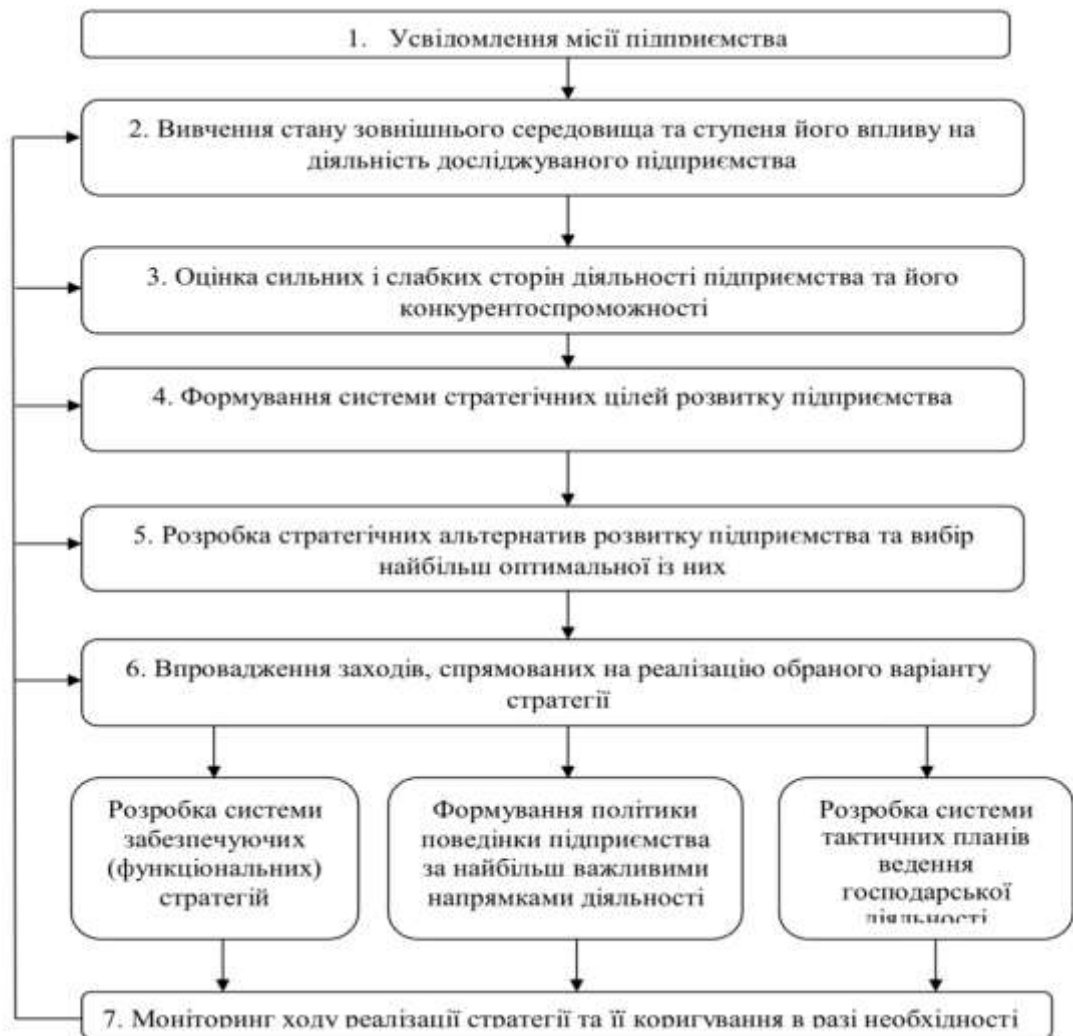 1. Усвідомлення місії підприємства
2. Вивчення стану зовнішнього середовища та ступеня його впливу на
діяльність досліджуваного підприємства
3. Оцінка сильних і слабких сторін діяльності підприємства та його
конкурентоспроможності
4. Формування системи стратегічних цілей розвитку підприємства
5. Розробка стратегічних альтернатив розвитку підприємства та вибір
найбільш оптимальної із них
6. Впровадження заходів, спрямованих на реалізацію обраного варіанту
стратегії
Розробка системи
забезпечуючих
(функціональних)
стратегій
Формування політики
поведінки підприємства
за найбільш важливими
напрямками діяльності
Розробка системи
тактичних планів
ведення
господарської
діяльності
7. Моніторинг ходу реалізації стратегії та її коригування в разі необхідності